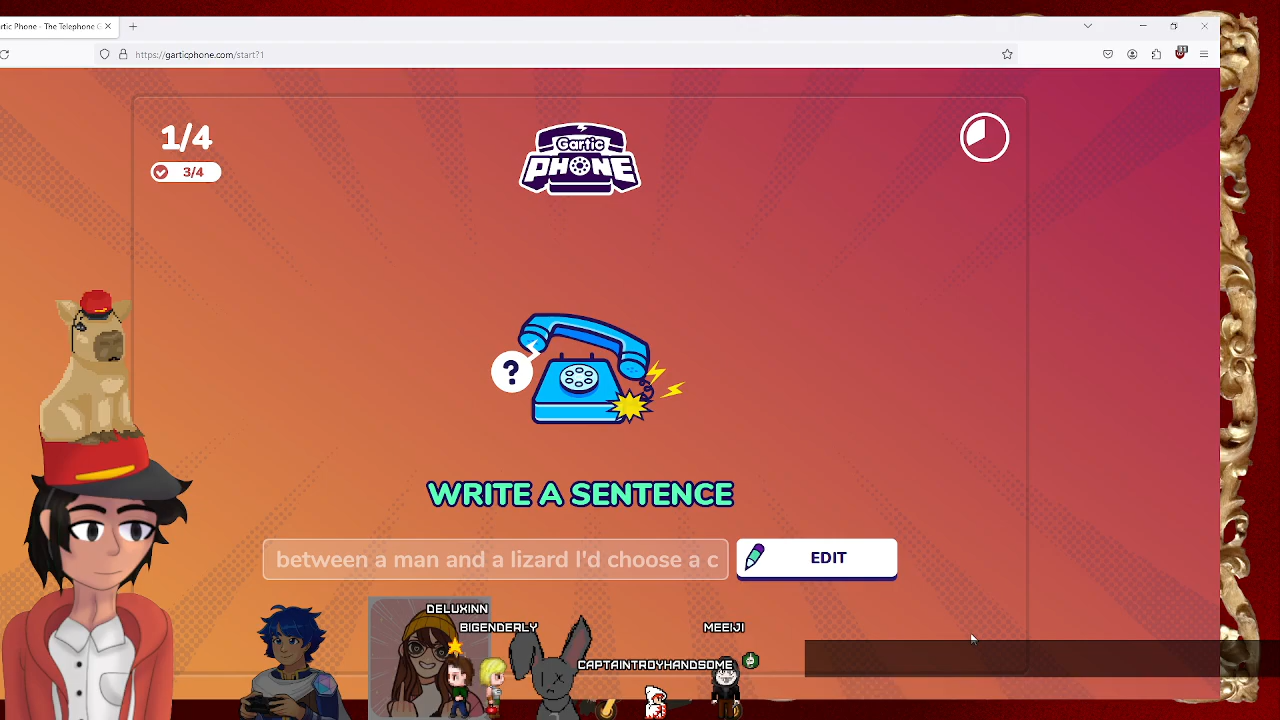 rtic Phone - The Telephone G
https://garticphone.com/start?1
1/4
3/4
Gartic
PHONE
?
WRITE A SENTENCE
between a man and a lizard I'd choose a c
EDIT
DELUXINN
BIGENDERLY
MEEIJI
CAPTAINTROYHANDSOME